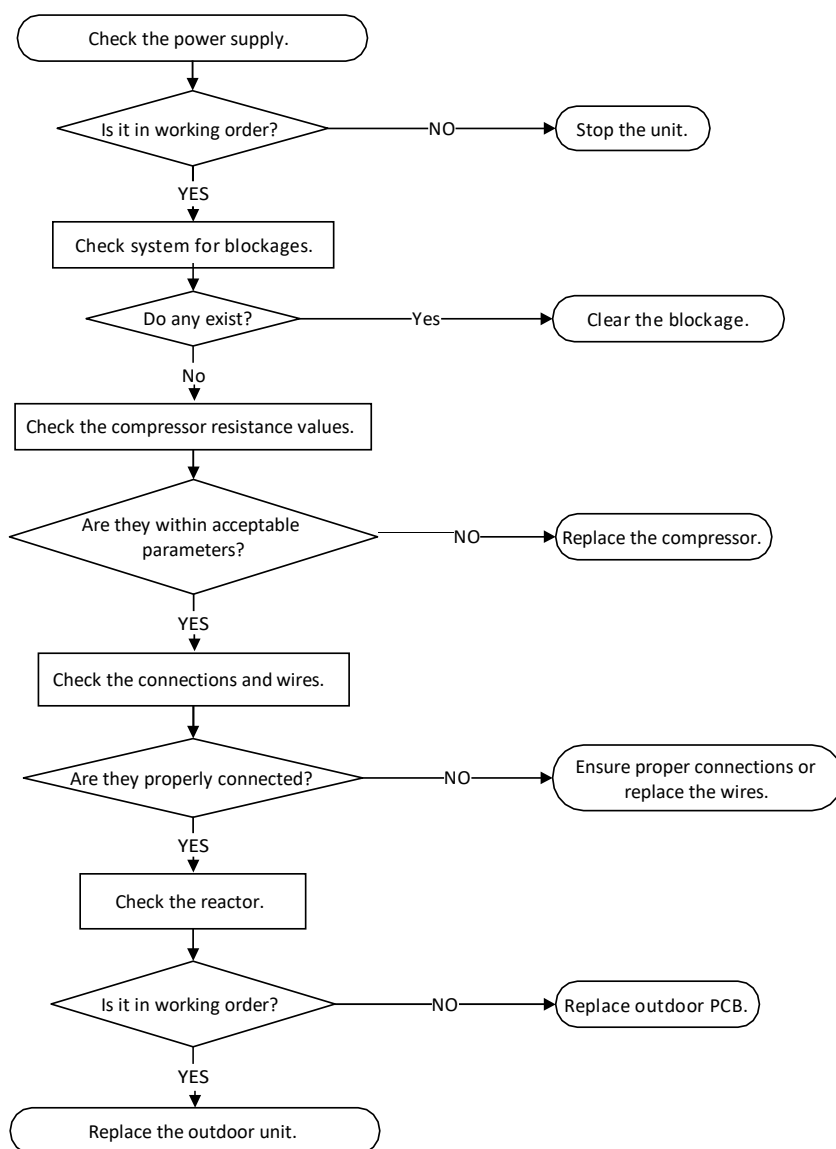 Check the power supply.
Is it in working order?
NO
Stop the unit.
YES
Check system for blockages.
Do any exist?
Yes
Clear the blockage.
No
Check the compressor resistance values.
Are they within acceptable
parameters?
NO
Replace the compressor.
YES
Check the connections and wires.
Are they properly connected?
NO
Ensure proper connections or
replace the wires.
YES
Check the reactor.
Is it in working order?
NO
Replace outdoor PCB.
YES
Replace the outdoor unit.